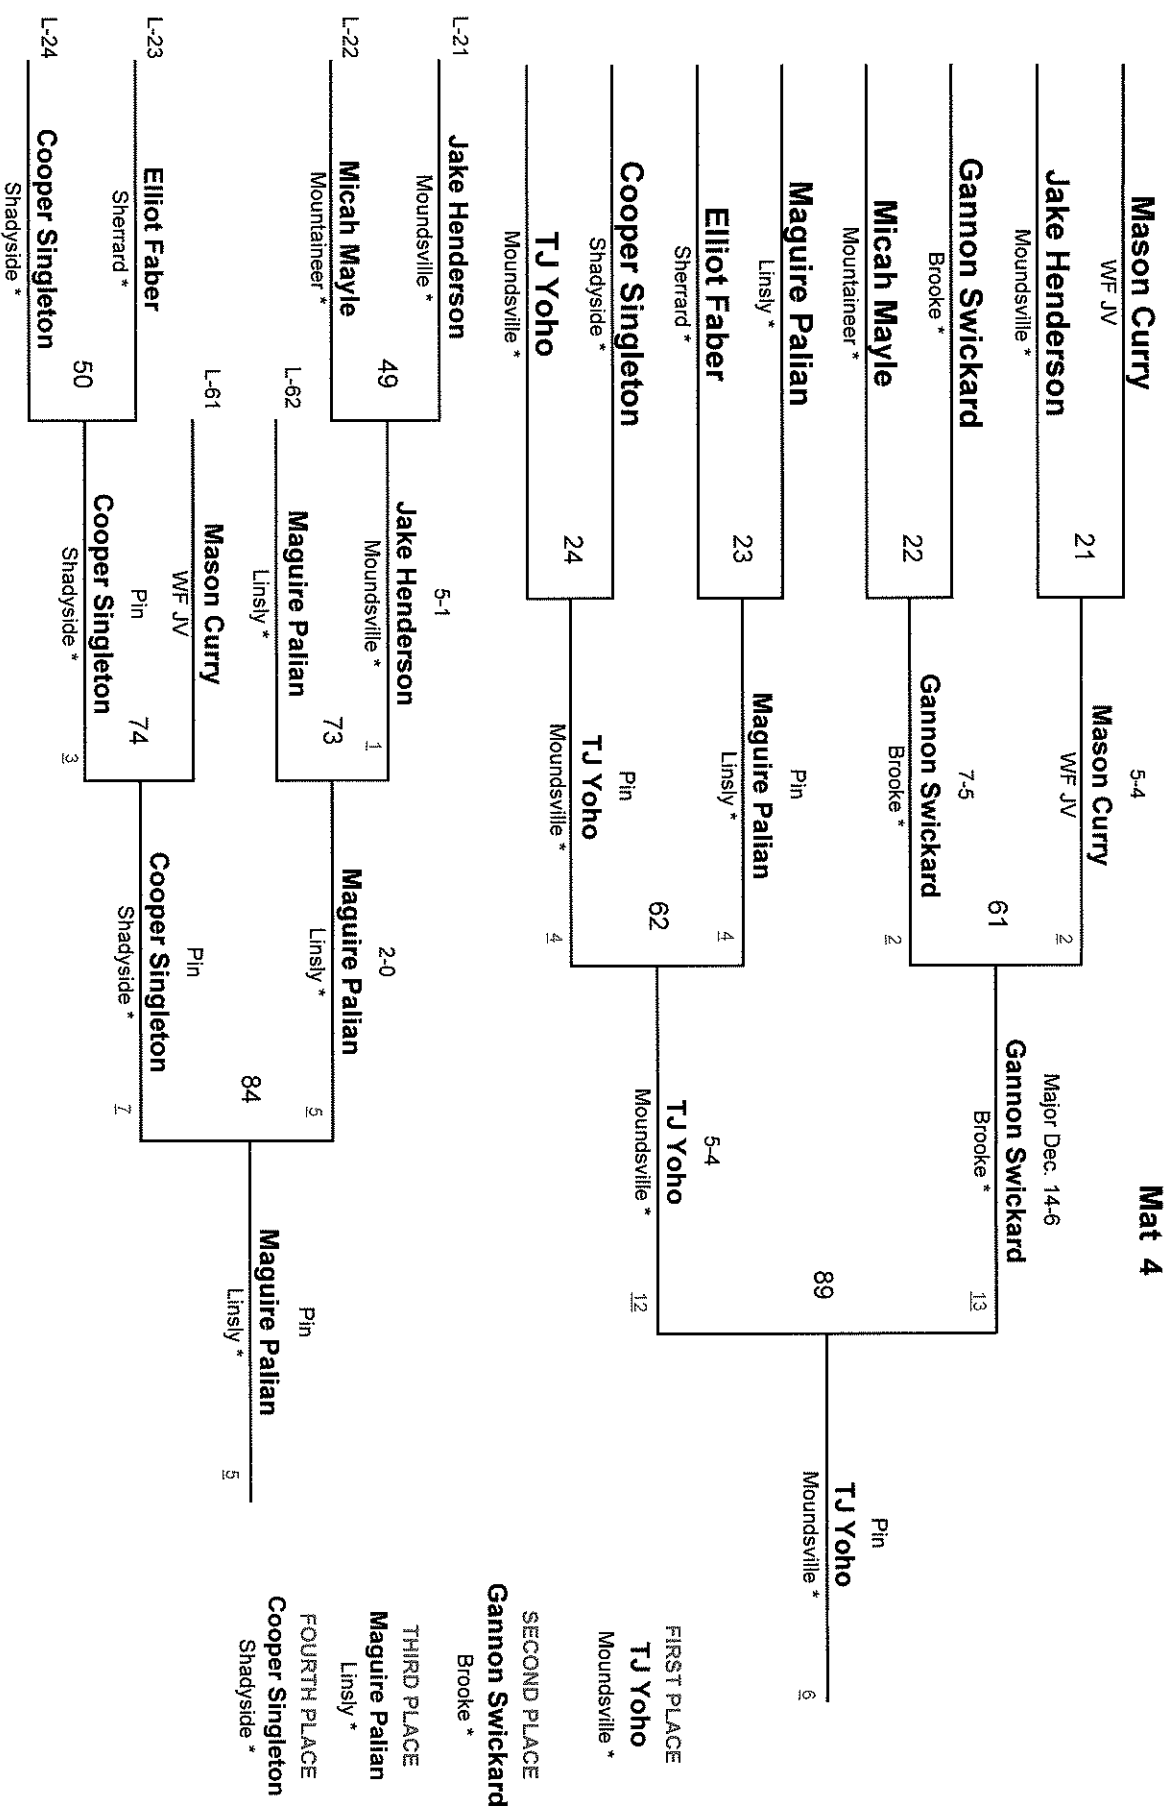 Mat 4
Mason Curry
WF JV
21
Jake Henderson
Moundsville *
Gannon Swickard
Brooke *
22
Micah Mayle
Mountaineer *
Maguire Palian
Linsly *
23
Elliot Faber
Sherrard *
Cooper Singleton
Shadyside *
24
TJ Yoho
Moundsville *
5-4
Mason Curry
WF JV
2
61
7-5
Gannon Swickard
Brooke *
2
Pin
Maguire Palian
Linsly *
4
62
Pin
TJ Yoho
Moundsville *
4
Major Dec. 14-6
Gannon Swickard
Brooke *
13
89
5-4
TJ Yoho
Moundsville *
12
Pin
TJ Yoho
Moundsville *
6
L-21
Jake Henderson
Moundsville *
49
L-22
Micah Mayle
Mountaineer *
L-23
Elliot Faber
Sherrard *
50
L-24
Cooper Singleton
Shadyside *
5-1
Jake Henderson
Moundsville *
1
73
L-62
Maguire Palian
Linsly *
L-61
Mason Curry
WF JV
74
Pin
Cooper Singleton
Shadyside *
3
2-0
Maguire Palian
Linsly *
5
84
Pin
Cooper Singleton
Shadyside *
7
Pin
Maguire Palian
Linsly *
5
FIRST PLACE
TJ Yoho
Moundsville *
SECOND PLACE
Gannon Swickard
Brooke *
THIRD PLACE
Maguire Palian
Linsly *
FOURTH PLACE
Cooper Singleton
Shadyside *